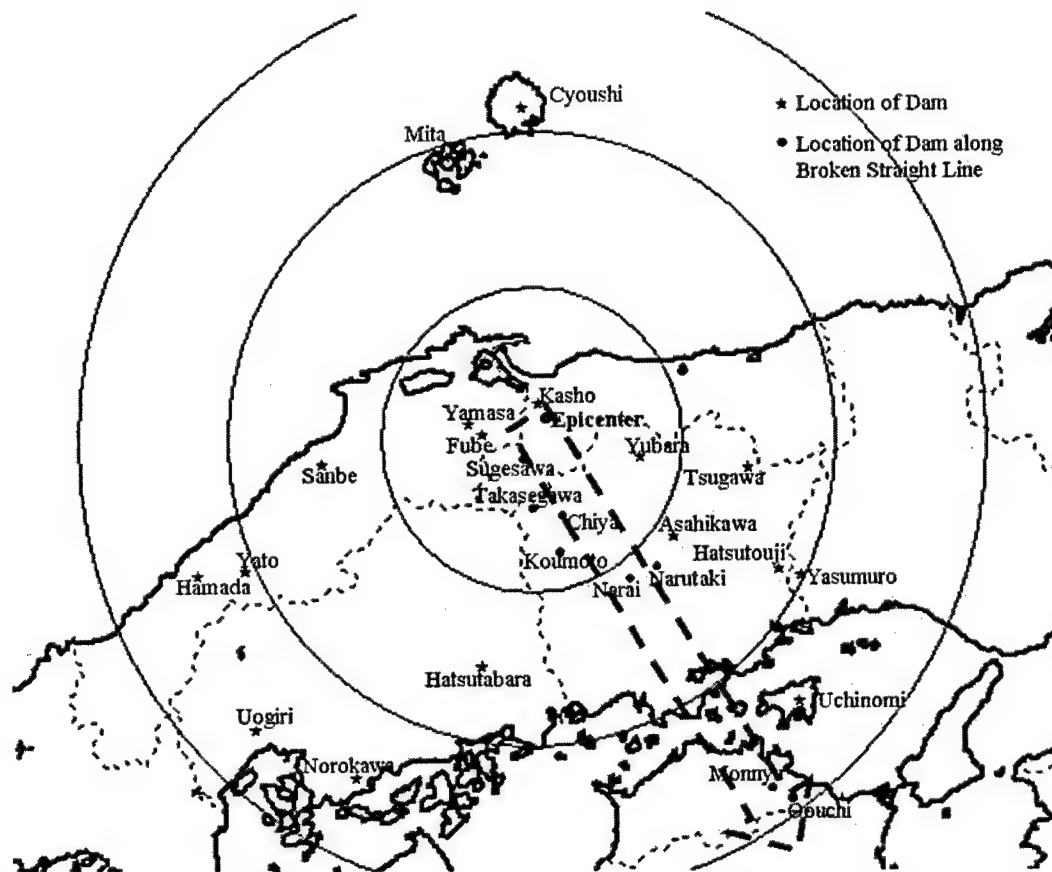 Cyoushi
Mita
Location of Dam
Location of Dam along
Broken Straight Line
Kasho
Yamasa
Epicenter
Fube
Yubara
Sugesawa
Sanbe
Tsugawa
Takasegawa
Chiya
Asahikawa
Yato
Koumoto
Hatsutouji
Hamada
Narai
Narutaki
Yasumuro
Hatsutabara
Uchinomi
Uogiri
Norokawa
Monnyu
Oouchi